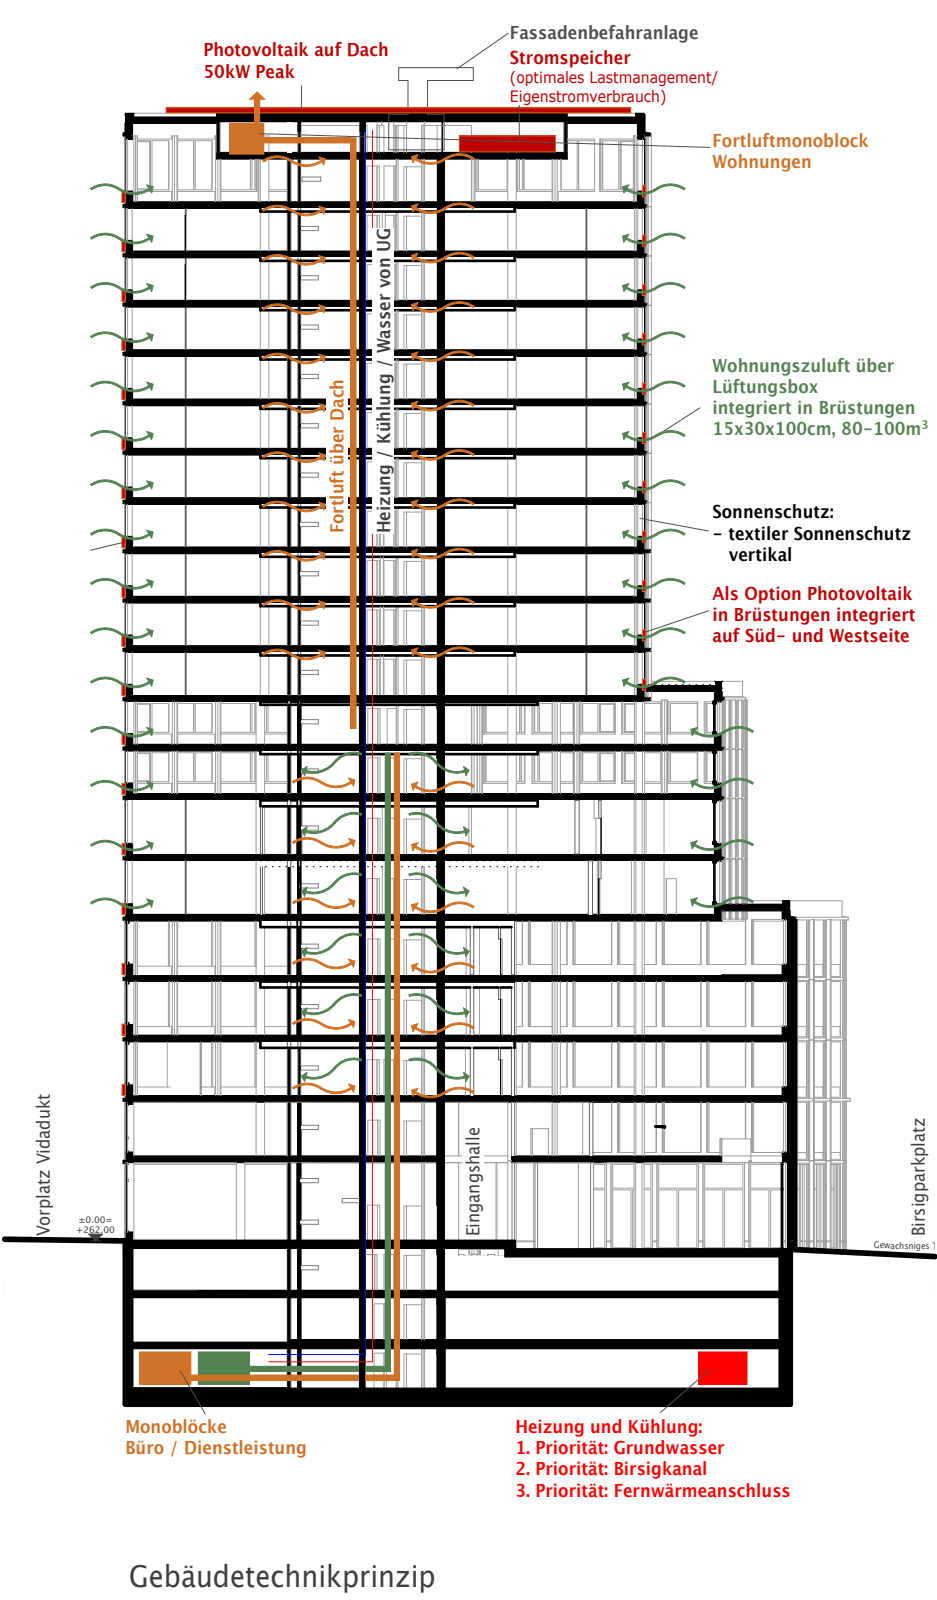 Fassadenbefahranlage
Photovoltaik auf Dach
50kW Peak
Stromspeicher
(optimales Lastmanagement/
Eigenstromverbrauch)
Fortluftmonoblock
Wohnungen
Fortluft über Dach
Heizung / Kühlung / Wasser von UG
Wohnungszuluft über
Lüftungsbox
integriert in Brüstungen
15x30x100cm, 80–100m³
Sonnenschutz:
– textiler Sonnenschutz
vertikal
Als Option Photovoltaik
in Brüstungen integriert
auf Süd– und Westseite
Vorplatz Vidadukt
±0.00=
+262.00
Eingangshalle
Birsigparkplatz
Gewachsniges T
Monoblöcke
Büro / Dienstleistung
Heizung und Kühlung:
1. Priorität: Grundwasser
2. Priorität: Birsigkanal
3. Priorität: Fernwärmeanschluss
Gebäudetechnikprinzip